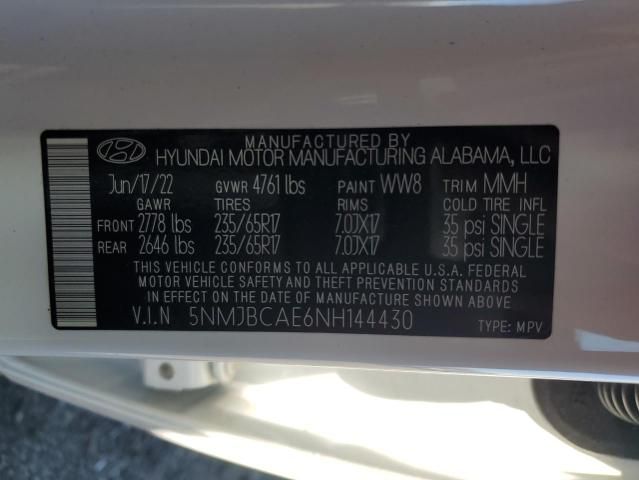 MANUFACTURED BY
HYUNDAI MOTOR MANUFACTURING ALABAMA, LLC
Jun/17/22 GVWR 4761 lbs PAINT WW8 TRIM MMH
GAWR TIRES RIMS COLD TIRE INFL
FRONT 2778 lbs 235/65R17 7.0JX17 35 psi SINGLE
REAR 2646 lbs 235/65R17 7.0JX17 35 psi SINGLE
THIS VEHICLE CONFORMS TO ALL APPLICABLE U.S.A. FEDERAL
MOTOR VEHICLE SAFETY AND THEFT PREVENTION STANDARDS
IN EFFECT ON THE DATE OF MANUFACTURE SHOWN ABOVE.
V.I.N 5NMJBCAE6NH144430 TYPE: MPV